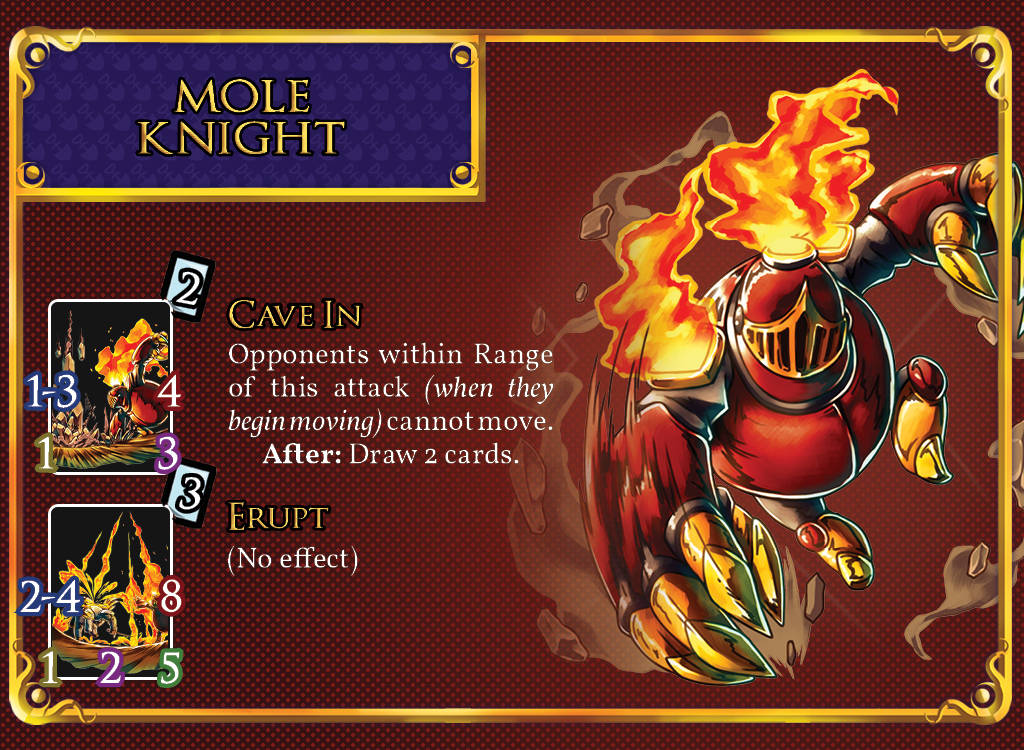 MOLE
KNIGHT
2
CAVE IN
Opponents within Range
of this attack (when they
begin moving) cannot move.
After: Draw 2 cards.
1-3
4
1
3
3
ERUPT
(No effect)
2-4
8
1
2
5